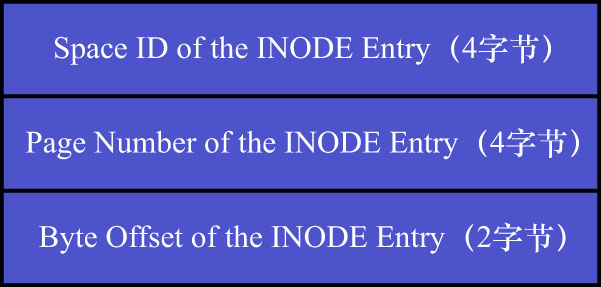 Space ID of the INODE Entry（4字节）
Page Number of the INODE Entry（4字节）
Byte Offset of the INODE Entry（2字节）